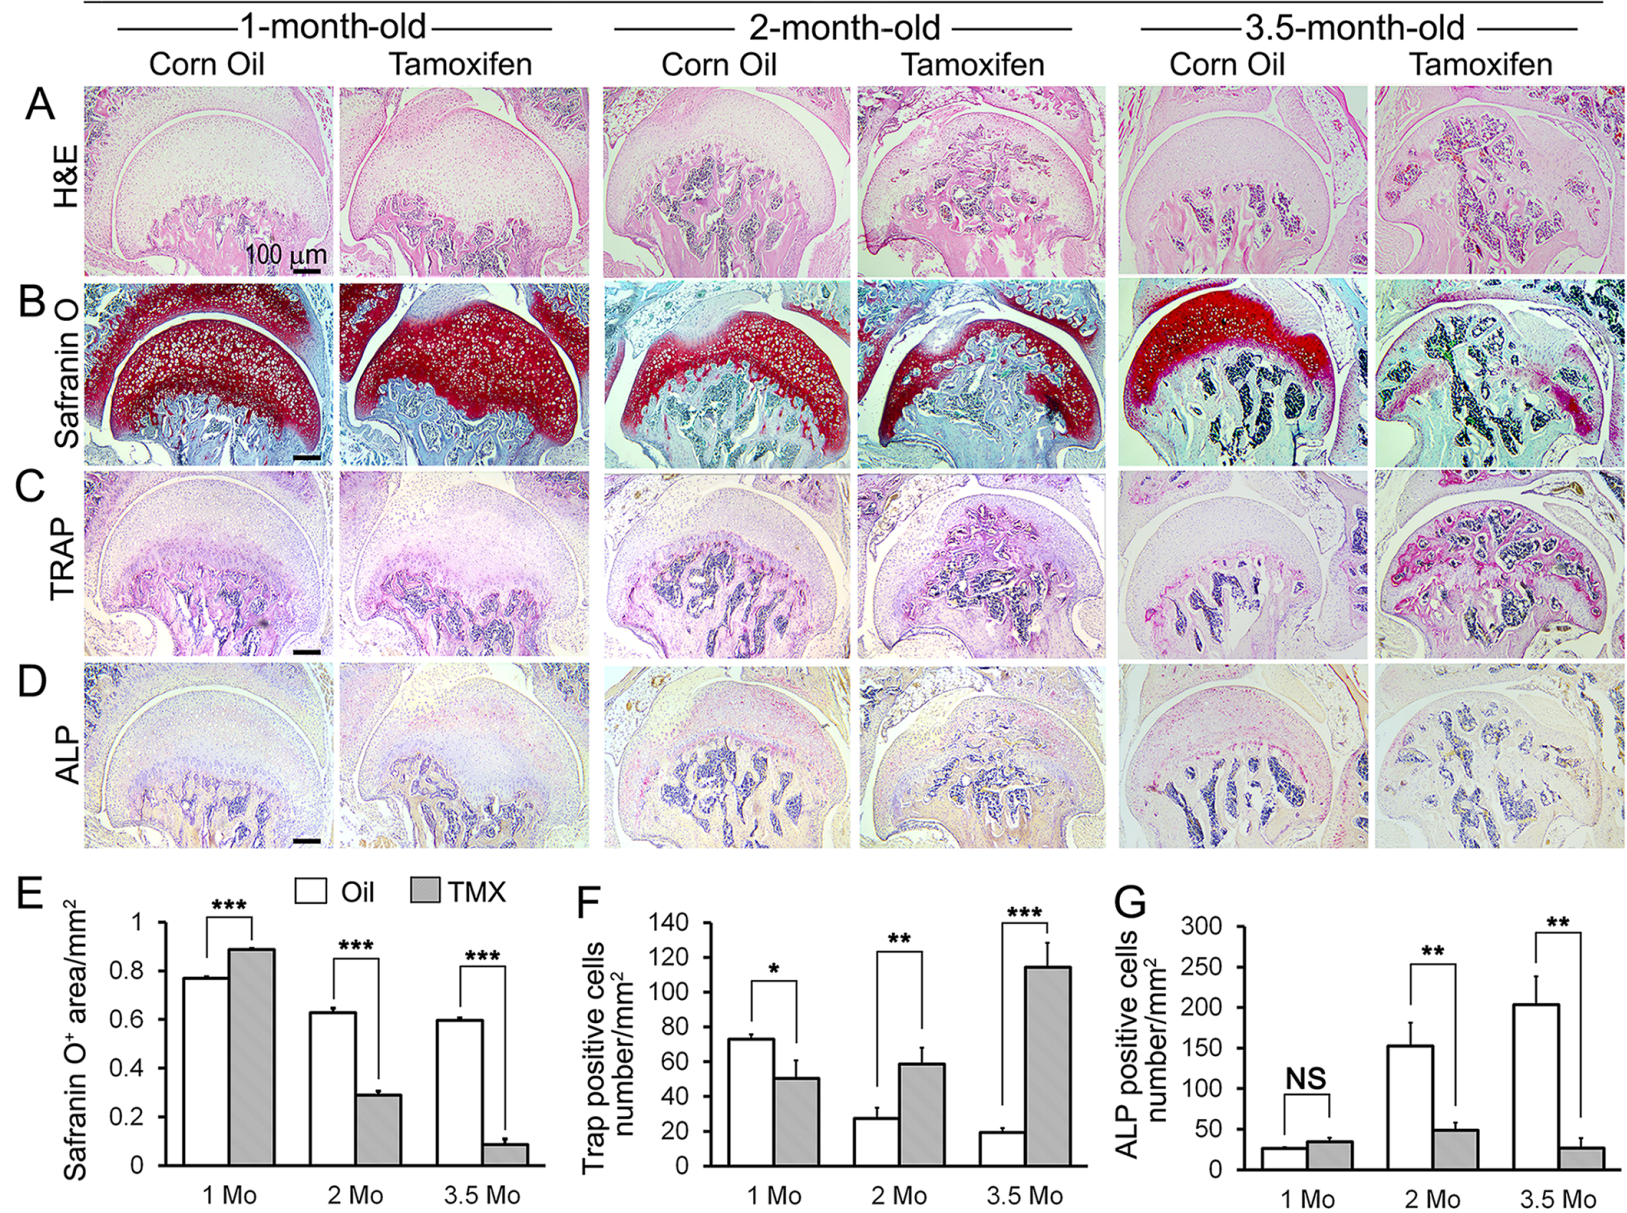 1-month-old 2-month-old 3.5-month-old
Corn Oil Tamoxifen Corn Oil Tamoxifen Corn Oil Tamoxifen
A
H&E
100 µm
B
Safranin O
C
TRAP
D
ALP
E
Oil TMX
Safranin O⁺ area/mm²
1
0.8
0.6
0.4
0.2
0
*** *** ***
1 Mo 2 Mo 3.5 Mo
F
Trap positive cells
number/mm²
140
120
100
80
60
40
20
0
* ** ***
1 Mo 2 Mo 3.5 Mo
G
ALP positive cells
number/mm²
300
250
200
150
100
50
0
NS ** **
1 Mo 2 Mo 3.5 Mo